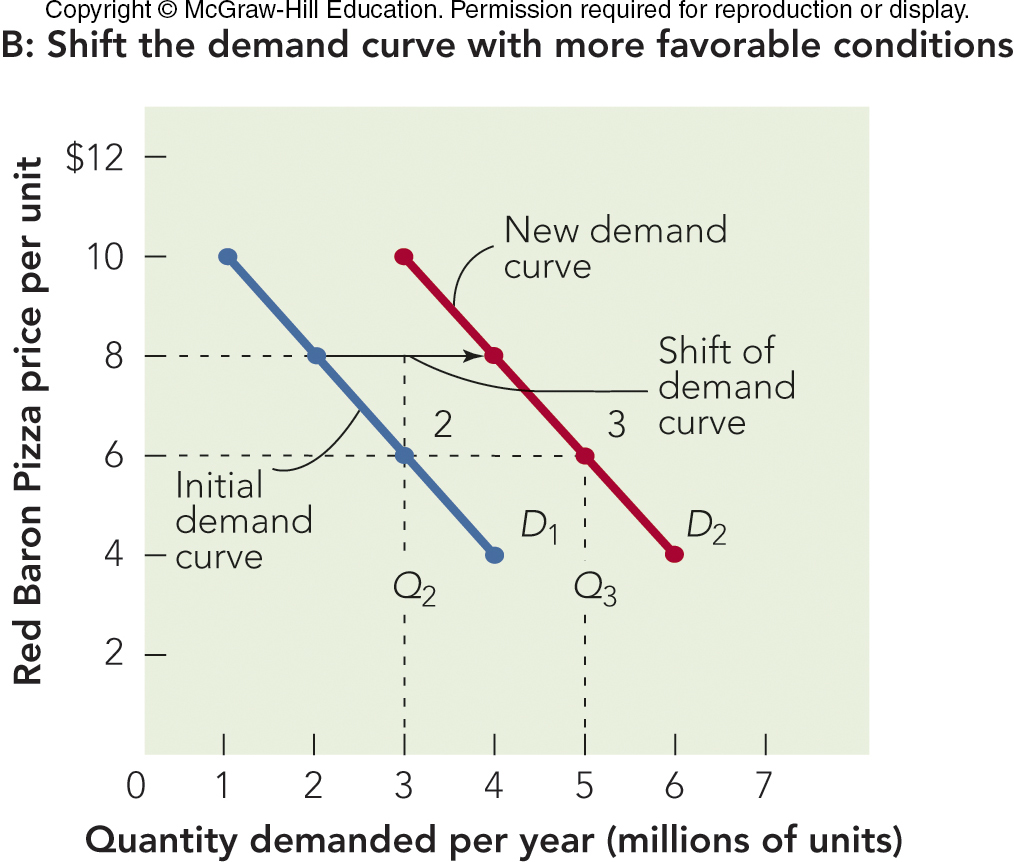 Copyright © McGraw-Hill Education. Permission required for reproduction or display.
B: Shift the demand curve with more favorable conditions
Red Baron Pizza price per unit
$12
10
8
6
4
2
New demand
curve
Shift of
demand
curve
2
3
Initial
demand
curve
D₁
D₂
Q₂
Q₃
0 1 2 3 4 5 6 7
Quantity demanded per year (millions of units)